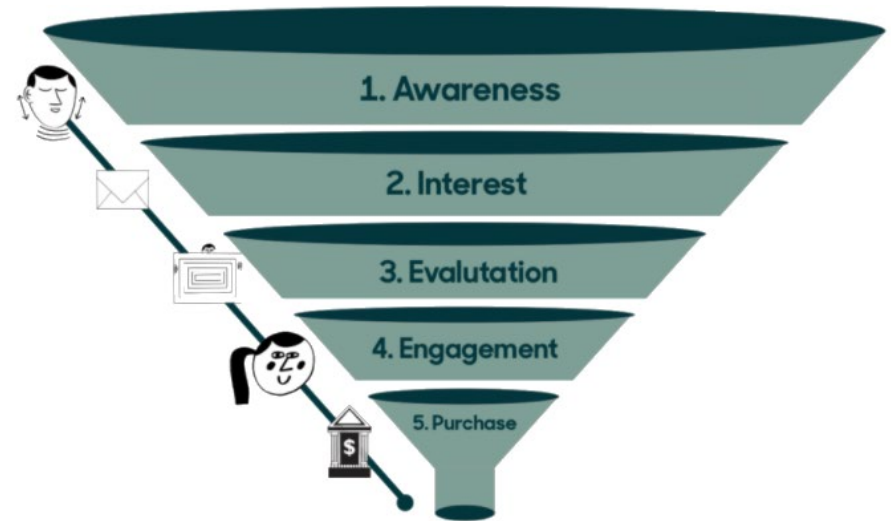 1. Awareness
2. Interest
3. Evalutation
4. Engagement
5. Purchase
$